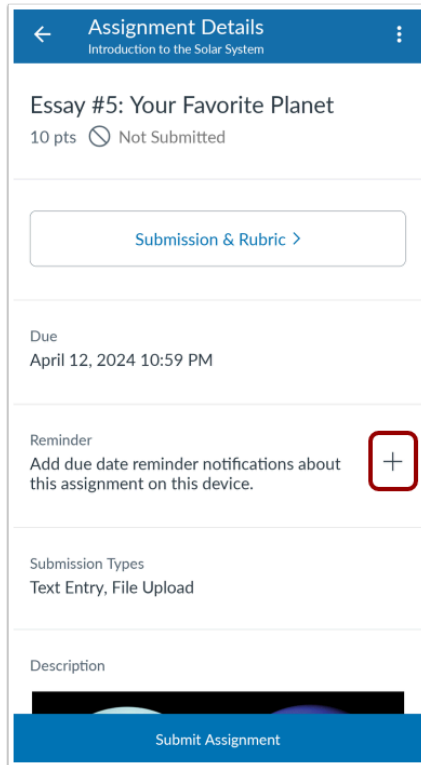 Assignment Details
Introduction to the Solar System
Essay #5: Your Favorite Planet
10 pts Not Submitted
Submission & Rubric >
Due
April 12, 2024 10:59 PM
Reminder
Add due date reminder notifications about
this assignment on this device.
Submission Types
Text Entry, File Upload
Description
Submit Assignment